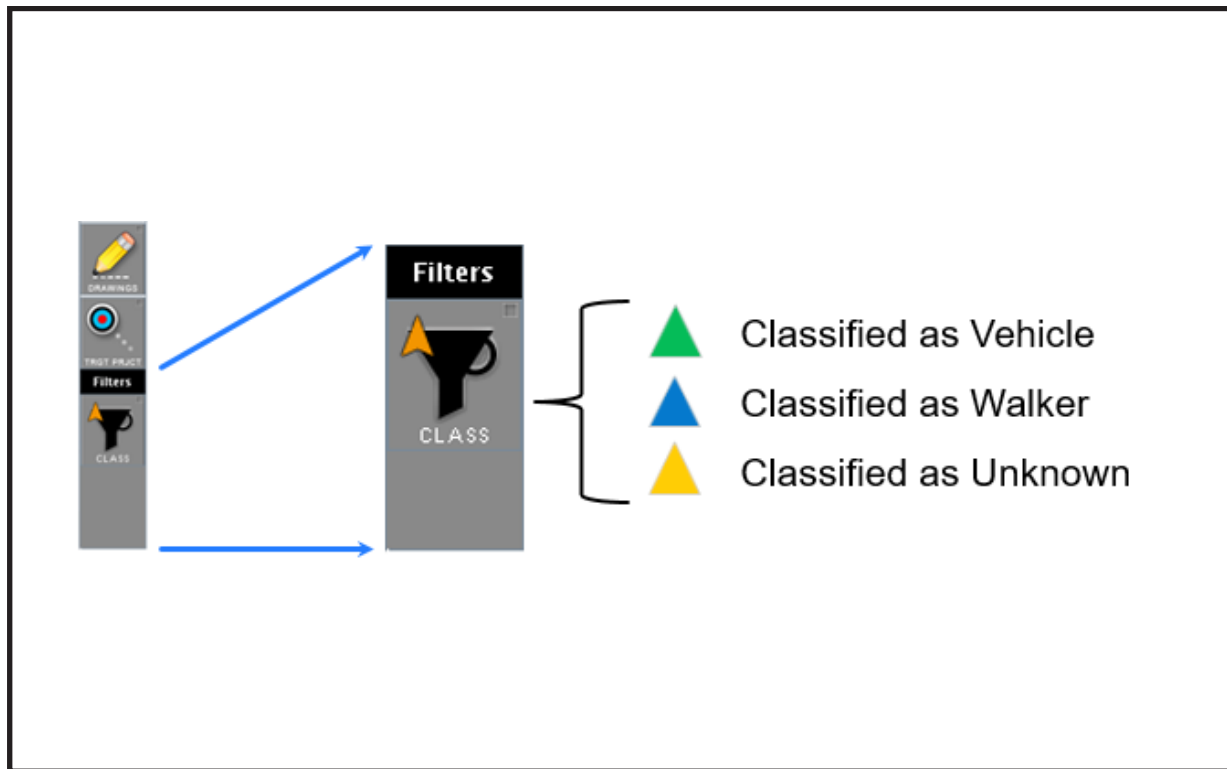 DRAWINGS
TRGT PRJCT
Filters
CLASS
Filters
CLASS
Classified as Vehicle
Classified as Walker
Classified as Unknown